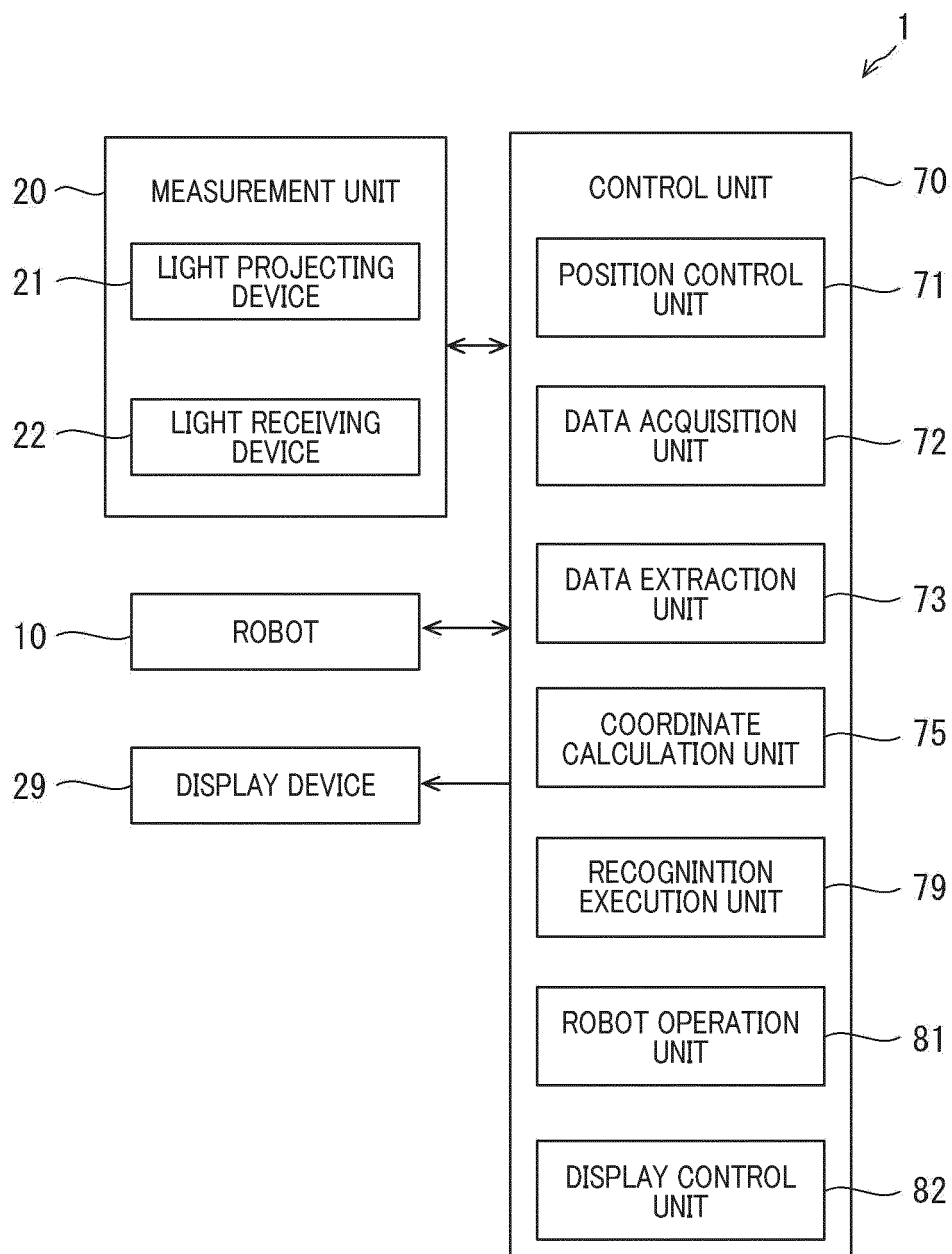 1
20
MEASUREMENT UNIT
21
LIGHT PROJECTING
DEVICE
22
LIGHT RECEIVING
DEVICE
10
ROBOT
29
DISPLAY DEVICE
CONTROL UNIT
70
POSITION CONTROL
UNIT
71
DATA ACQUISITION
UNIT
72
DATA EXTRACTION
UNIT
73
COORDINATE
CALCULATION UNIT
75
RECOGNINTION
EXECUTION UNIT
79
ROBOT OPERATION
UNIT
81
DISPLAY CONTROL
UNIT
82